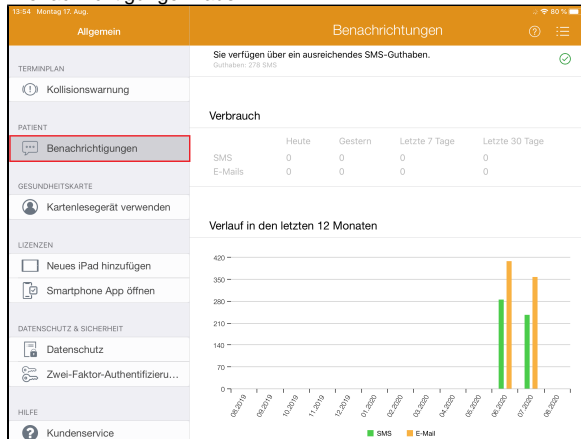 13:54 Montag 17. Aug.
80 %
Allgemein
Benachrichtigungen
TERMINPLAN
Kollisionswarnung
PATIENT
Benachrichtigungen
GESUNDHEITSKARTE
Kartenlesegerät verwenden
LIZENZEN
Neues iPad hinzufügen
Smartphone App öffnen
DATENSCHUTZ & SICHERHEIT
Datenschutz
Zwei-Faktor-Authentifizieru...
HILFE
Kundenservice
Sie verfügen über ein ausreichendes SMS-Guthaben.
Guthaben: 278 SMS
Verbrauch
Heute Gestern Letzte 7 Tage Letzte 30 Tage
SMS 0 0 0 0
E-Mails 0 0 0 0
Verlauf in den letzten 12 Monaten
420
350
280
210
140
70
0
08.2019 09.2019 10.2019 11.2019 12.2019 01.2020 02.2020 03.2020 04.2020 05.2020 06.2020 07.2020 08.2020
SMS E-Mail